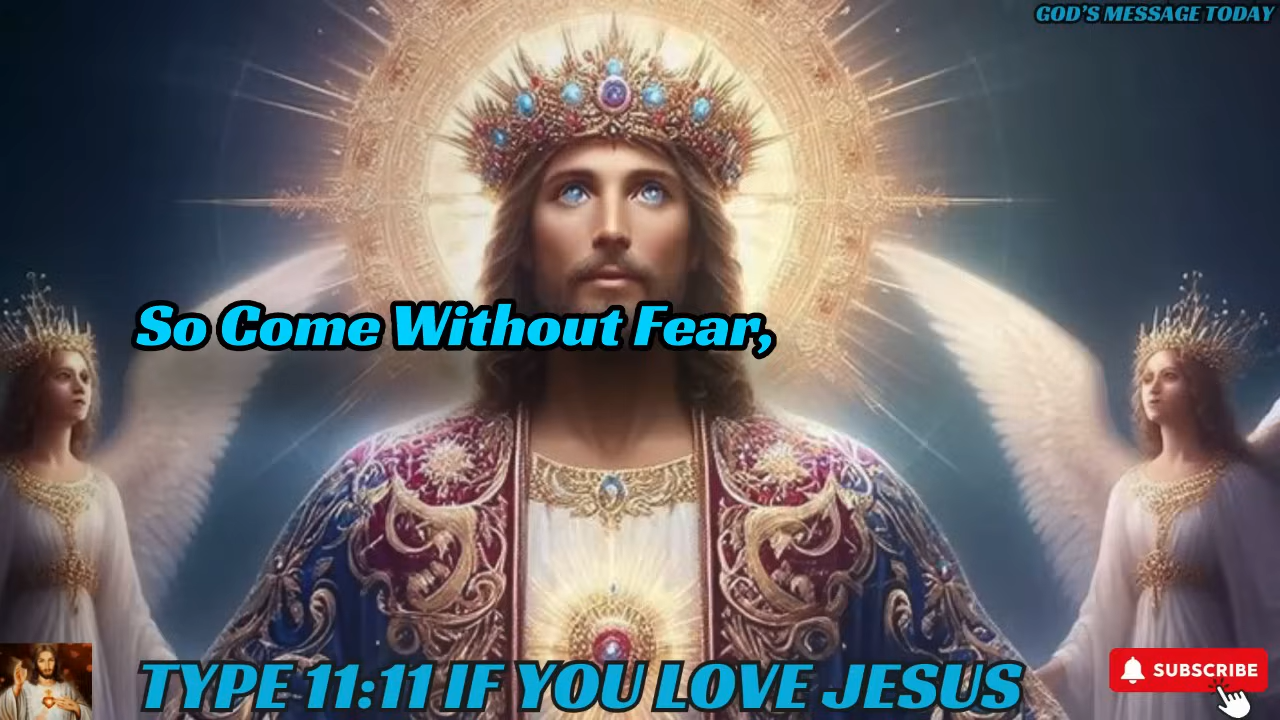 GOD'S MESSAGE TODAY
So Come Without Fear,
TYPE 11:11 IF YOU LOVE JESUS
SUBSCRIBE